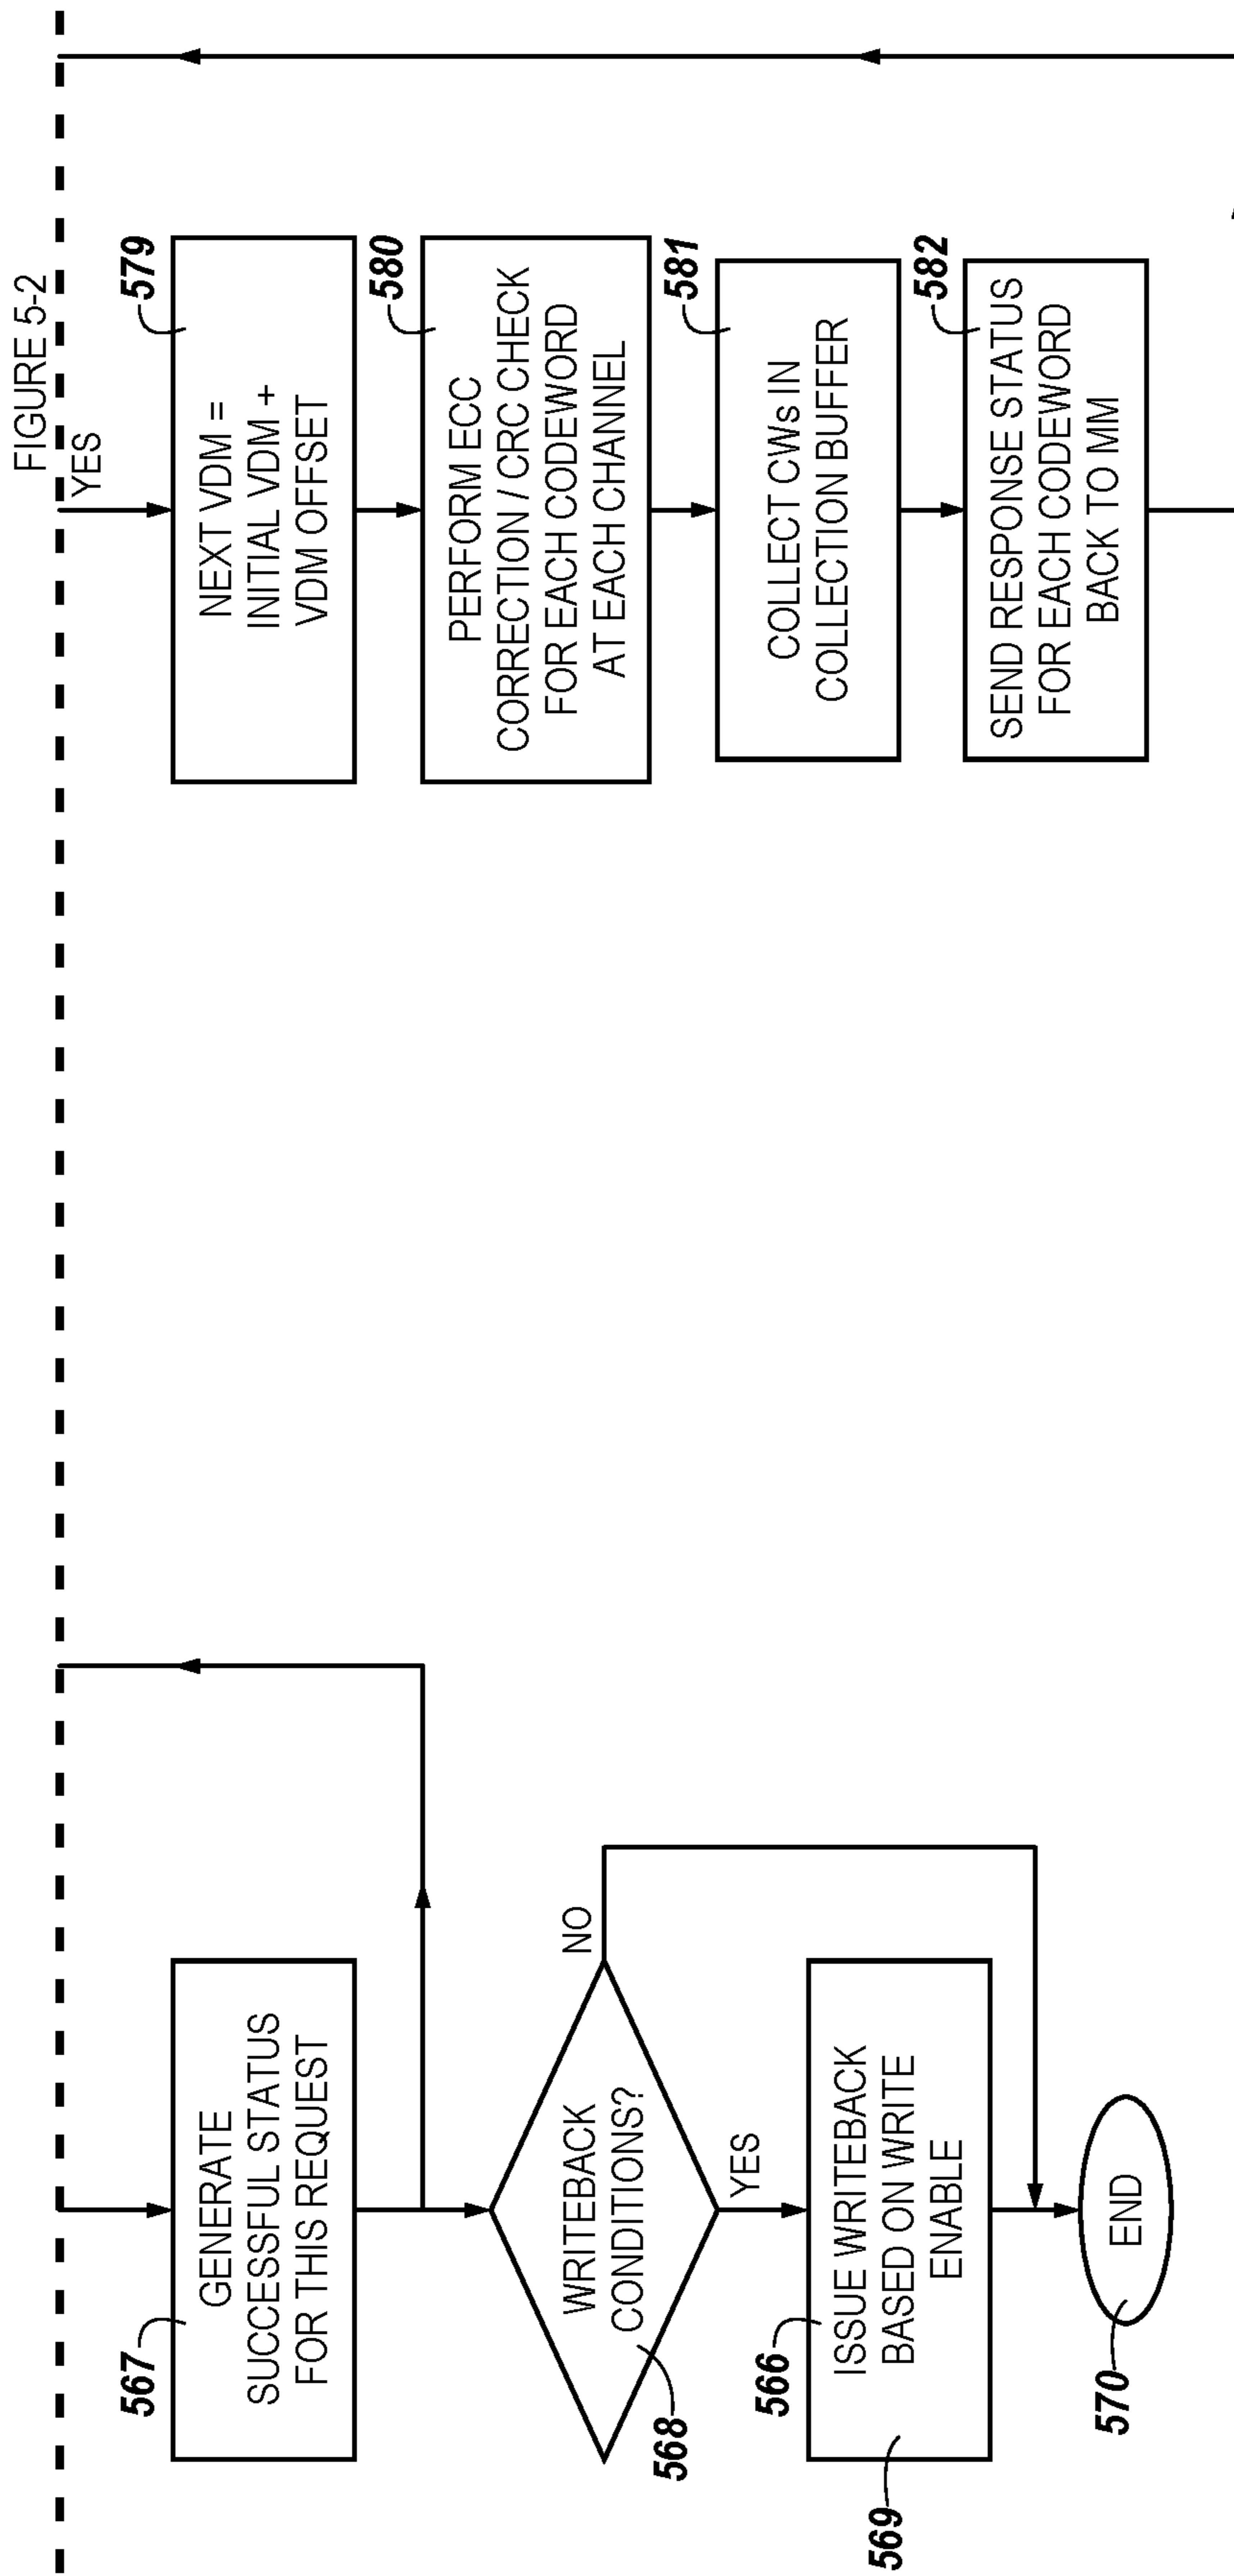 FIGURE 5-2
567
GENERATE
SUCCESSFUL STATUS
FOR THIS REQUEST
568
WRITEBACK
CONDITIONS?
NO
YES
566
569
ISSUE WRITEBACK
BASED ON WRITE
ENABLE
570
END
YES
579
NEXT VDM =
INITIAL VDM +
VDM OFFSET
580
PERFORM ECC
CORRECTION / CRC CHECK
FOR EACH CODEWORD
AT EACH CHANNEL
581
COLLECT CWs IN
COLLECTION BUFFER
582
SEND RESPONSE STATUS
FOR EACH CODEWORD
BACK TO MM